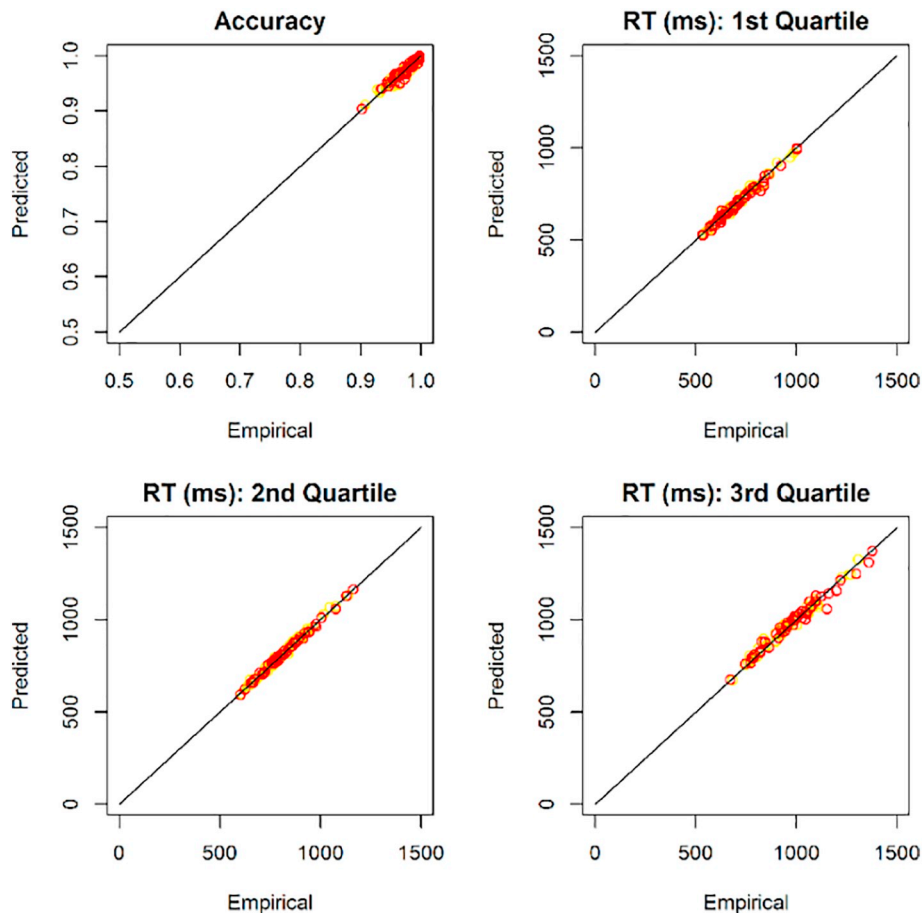 Accuracy
Predicted
0.5 0.6 0.7 0.8 0.9 1.0
0.5 0.6 0.7 0.8 0.9 1.0
Empirical
RT (ms): 1st Quartile
Predicted
0 500 1000 1500
0 500 1000 1500
Empirical
RT (ms): 2nd Quartile
Predicted
0 500 1000 1500
0 500 1000 1500
Empirical
RT (ms): 3rd Quartile
Predicted
0 500 1000 1500
0 500 1000 1500
Empirical